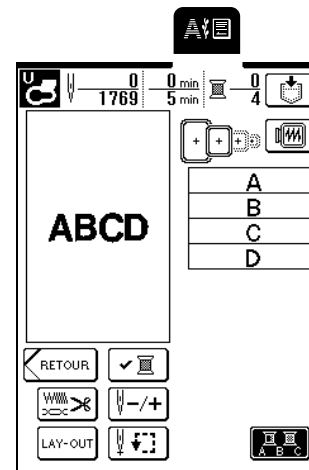 A
U 0 0 min 0
1769 5 min 4
A
B
ABCD
C
D
RETOUR
-/+
LAY-OUT
A B C